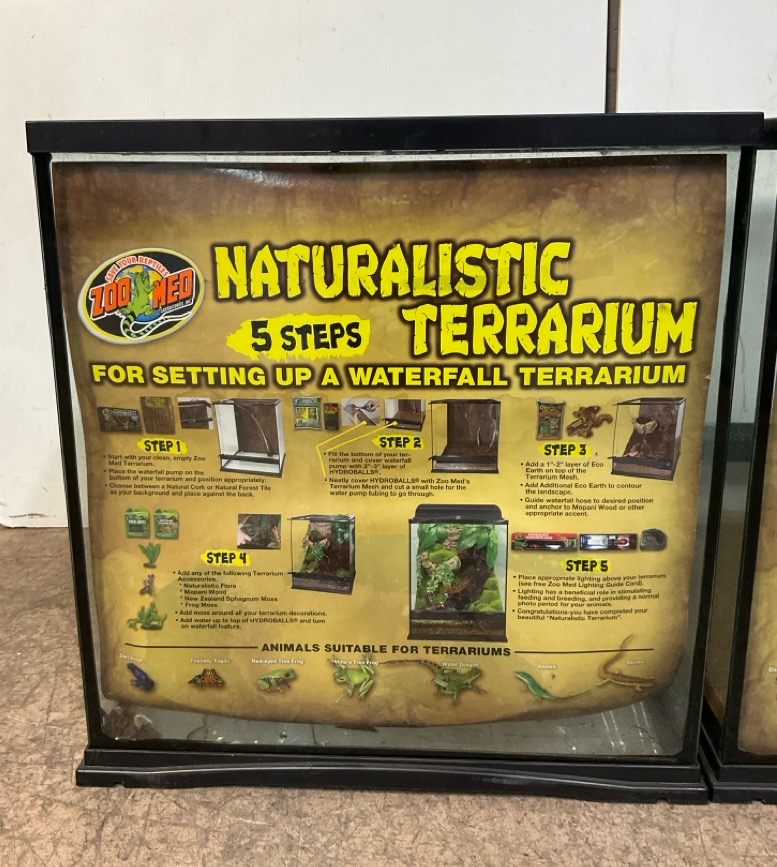 SAVE YOUR REPTILES
ZOO MED
LABORATORIES, INC.
NATURALISTIC
5 STEPS TERRARIUM
FOR SETTING UP A WATERFALL TERRARIUM
STEP 1
• Start with your clean, empty Zoo
Med Terrarium.
• Place the waterfall pump on the
bottom of your terrarium and position appropriately.
• Choose between a Natural Cork or Natural Forest Tile
as your background and place against the back.
STEP 2
• Fill the bottom of your ter-
rarium and cover waterfall
pump with 2"-3" layer of
HYDROBALLS®.
• Neatly cover HYDROBALLS® with Zoo Med's
Terrarium Mesh and cut a small hole for the
water pump tubing to go through.
STEP 3
• Add a 1"-2" layer of Eco
Earth on top of the
Terrarium Mesh.
• Add Additional Eco Earth to contour
the landscape.
• Guide waterfall hose to desired position
and anchor to Mopani Wood or other
appropriate accent.
STEP 4
• Add any of the following Terrarium
Accessories.
* Naturalistic Flora
* Mopani Wood
* New Zealand Sphagnum Moss
* Frog Moss
• Add moss around all your terrarium decorations.
• Add water up to top of HYDROBALLS® and turn
on waterfall feature.
STEP 5
• Place appropriate lighting above your terrarium
(see free Zoo Med Lighting Guide Card).
• Lighting has a beneficial role in stimulating
feeding and breeding, and providing a normal
photo period for your animals.
• Congratulations-you have completed your
beautiful "Naturalistic Terrarium".
ANIMALS SUITABLE FOR TERRARIUMS
Red-eyed Tree Frog
White's Tree Frog
Water Dragon
Anoles